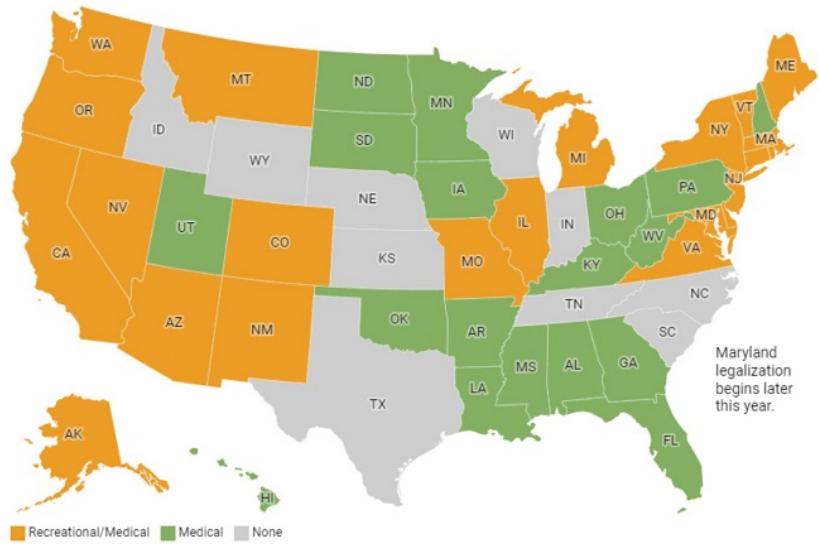 WA
MT
ND
MN
ME
OR
ID
SD
WI
VT
NY
MA
WY
MI
IA
NE
PA
NJ
NV
UT
CO
IL
IN
OH
MD
WV
VA
CA
KS
MO
KY
AZ
NM
OK
AR
TN
NC
SC
MS
AL
GA
LA
TX
FL
AK
HI
Maryland
legalization
begins later
this year.
Recreational/Medical Medical None